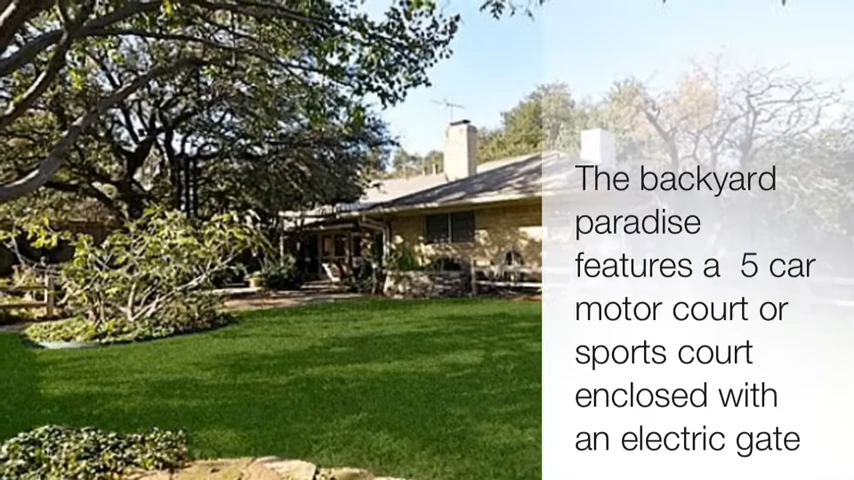 The backyard
paradise
features a  5 car
motor court or
sports court
enclosed with
an electric gate